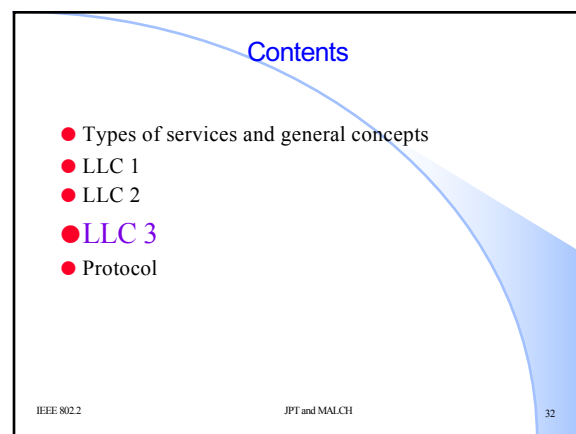 Contents
● Types of services and general concepts
● LLC 1
● LLC 2
● LLC 3
● Protocol
IEEE 802.2 JPT and MALCH 32